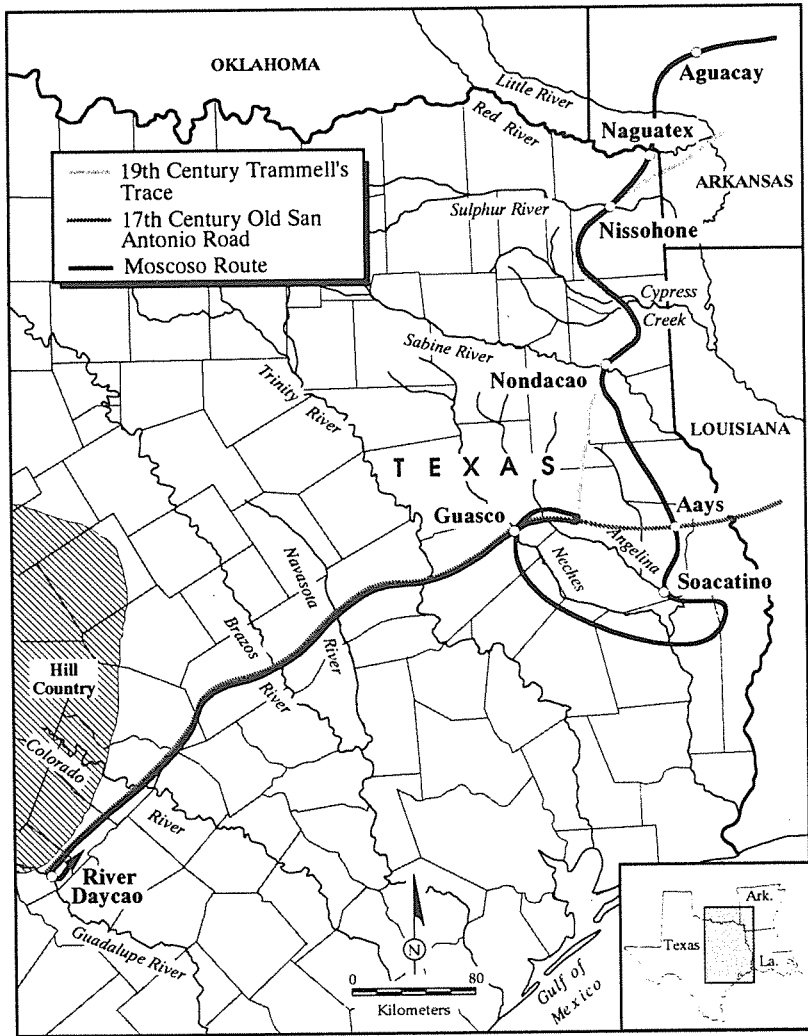 OKLAHOMA
Aguacay
Little River
Red River
Naguatex
19th Century Trammell's
Trace
17th Century Old San
Antonio Road
Moscoso Route
ARKANSAS
Sulphur River
Nissohone
Cypress
Creek
Sabine River
Nondacao
Trinity River
LOUISIANA
TEXAS
Guasco
Aays
Angelina
Neches
Soacatino
Navasota
River
Brazos
River
Hill
Country
Colorado
River
River
Daycao
Guadalupe River
N
0 80
Kilometers
Gulf of
Mexico
Ark.
Texas
La.